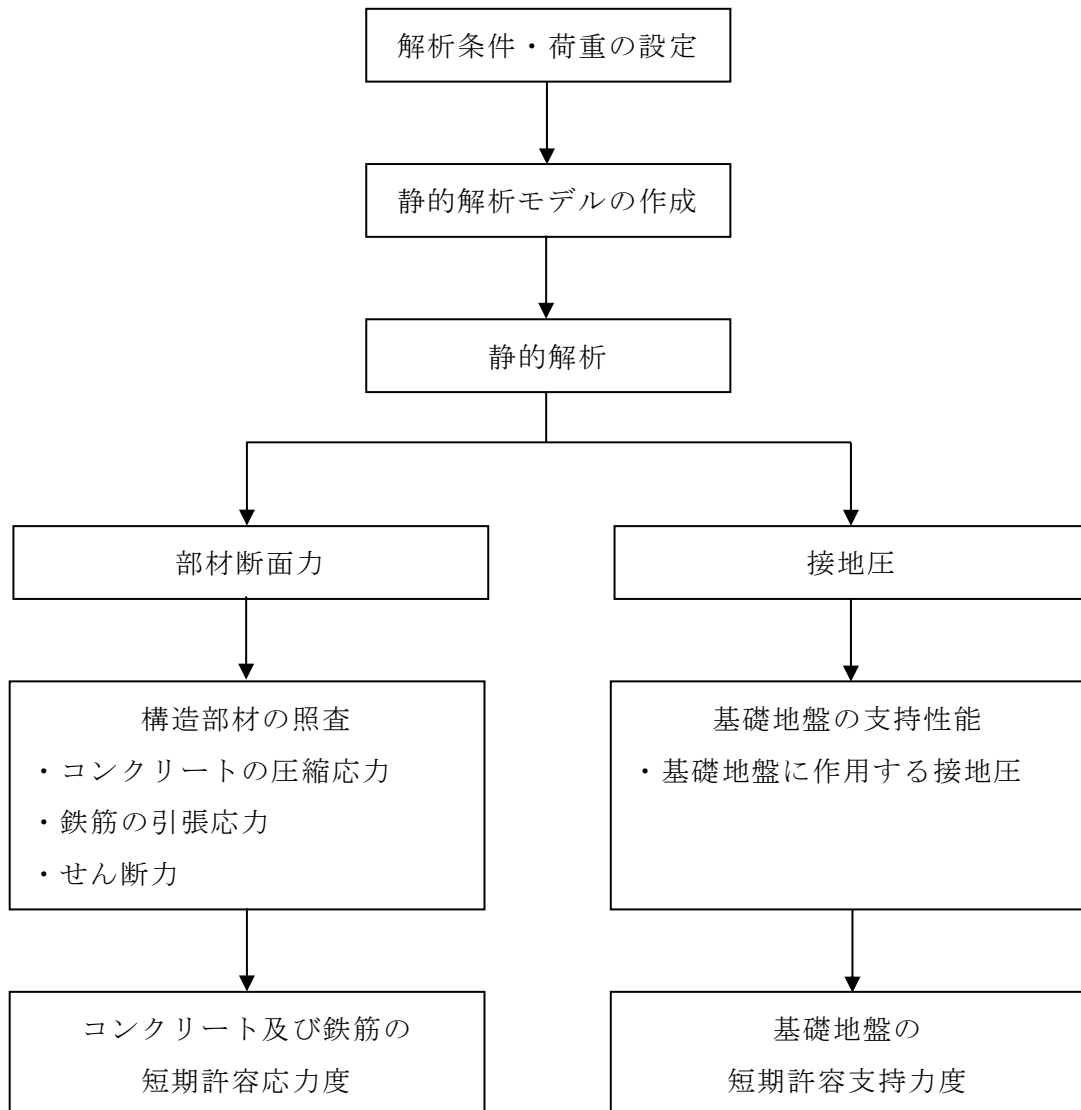 解析条件・荷重の設定
静的解析モデルの作成
静的解析
部材断面力
接地圧
構造部材の照査
・コンクリートの圧縮応力
・鉄筋の引張応力
・せん断力
基礎地盤の支持性能
・基礎地盤に作用する接地圧
コンクリート及び鉄筋の
短期許容応力度
基礎地盤の
短期許容支持力度